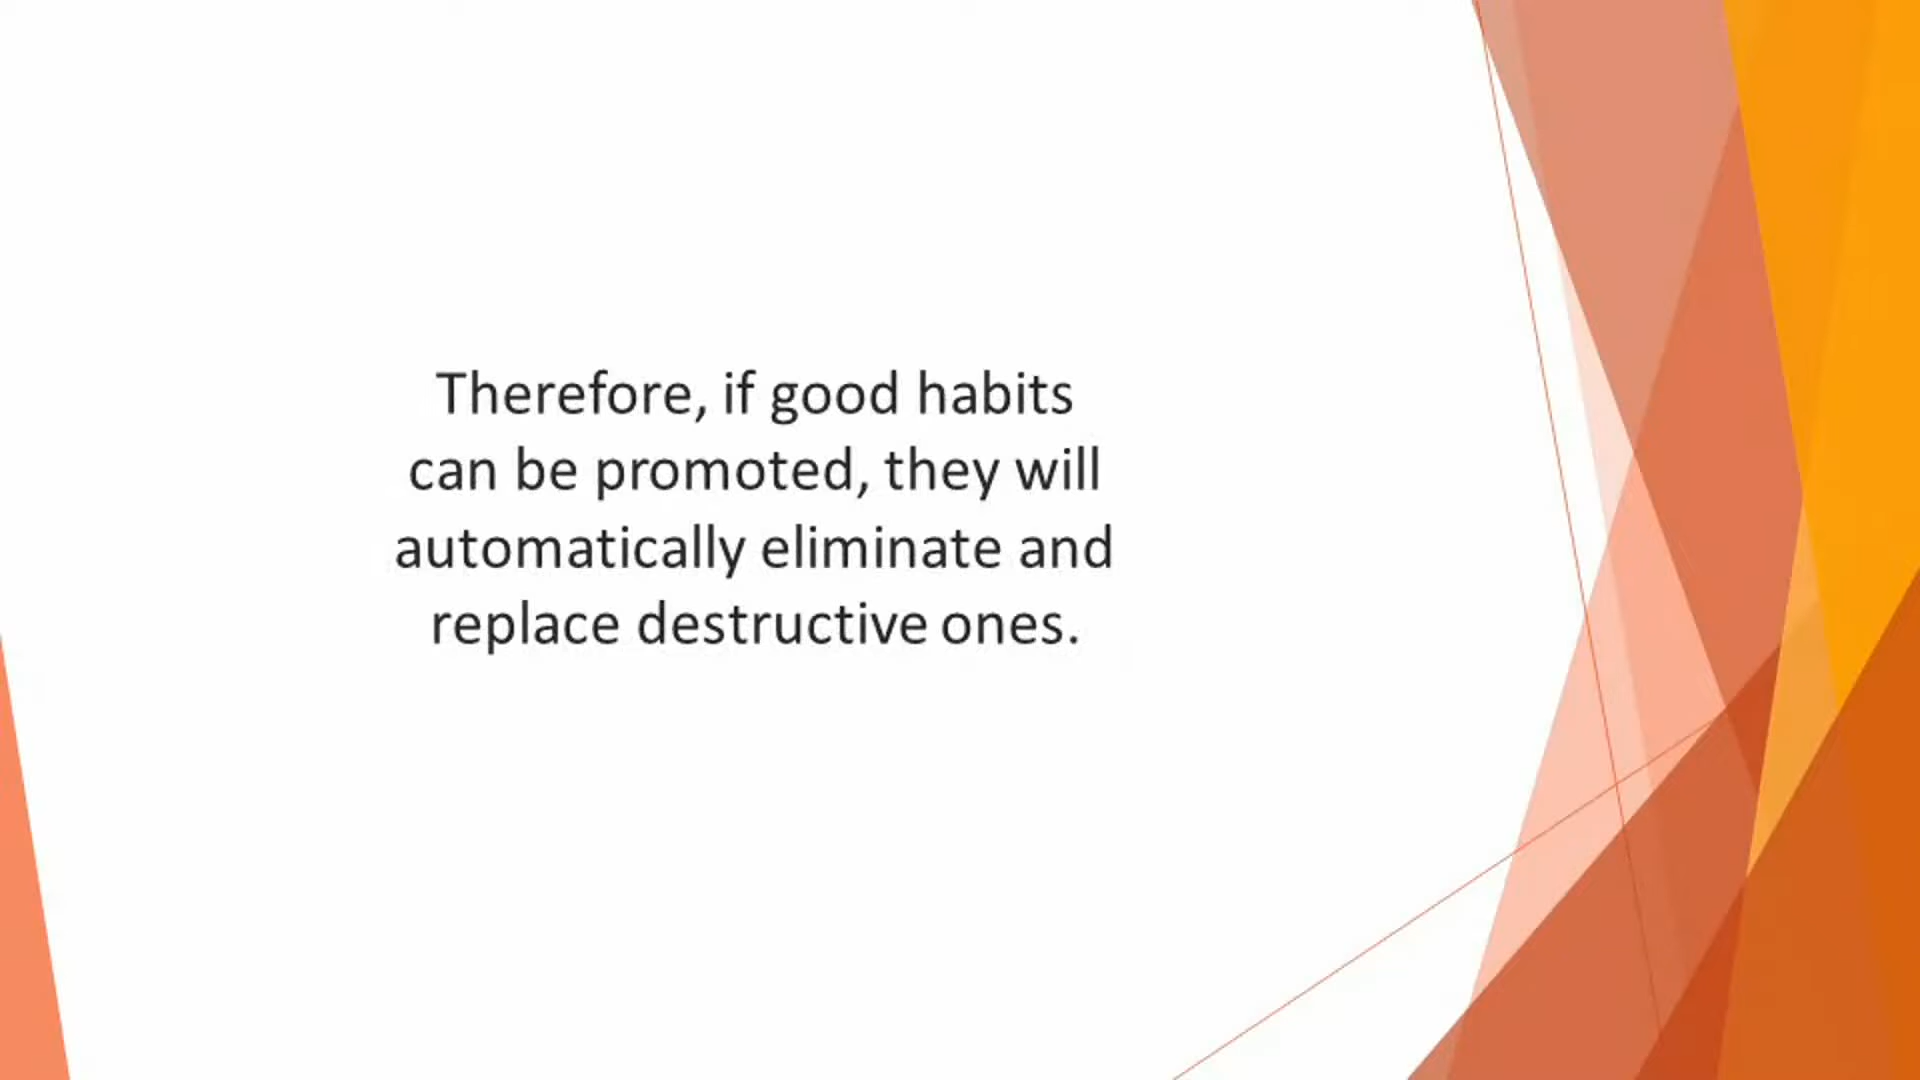 Therefore, if good habits
can be promoted, they will
automatically eliminate and
replace destructive ones.